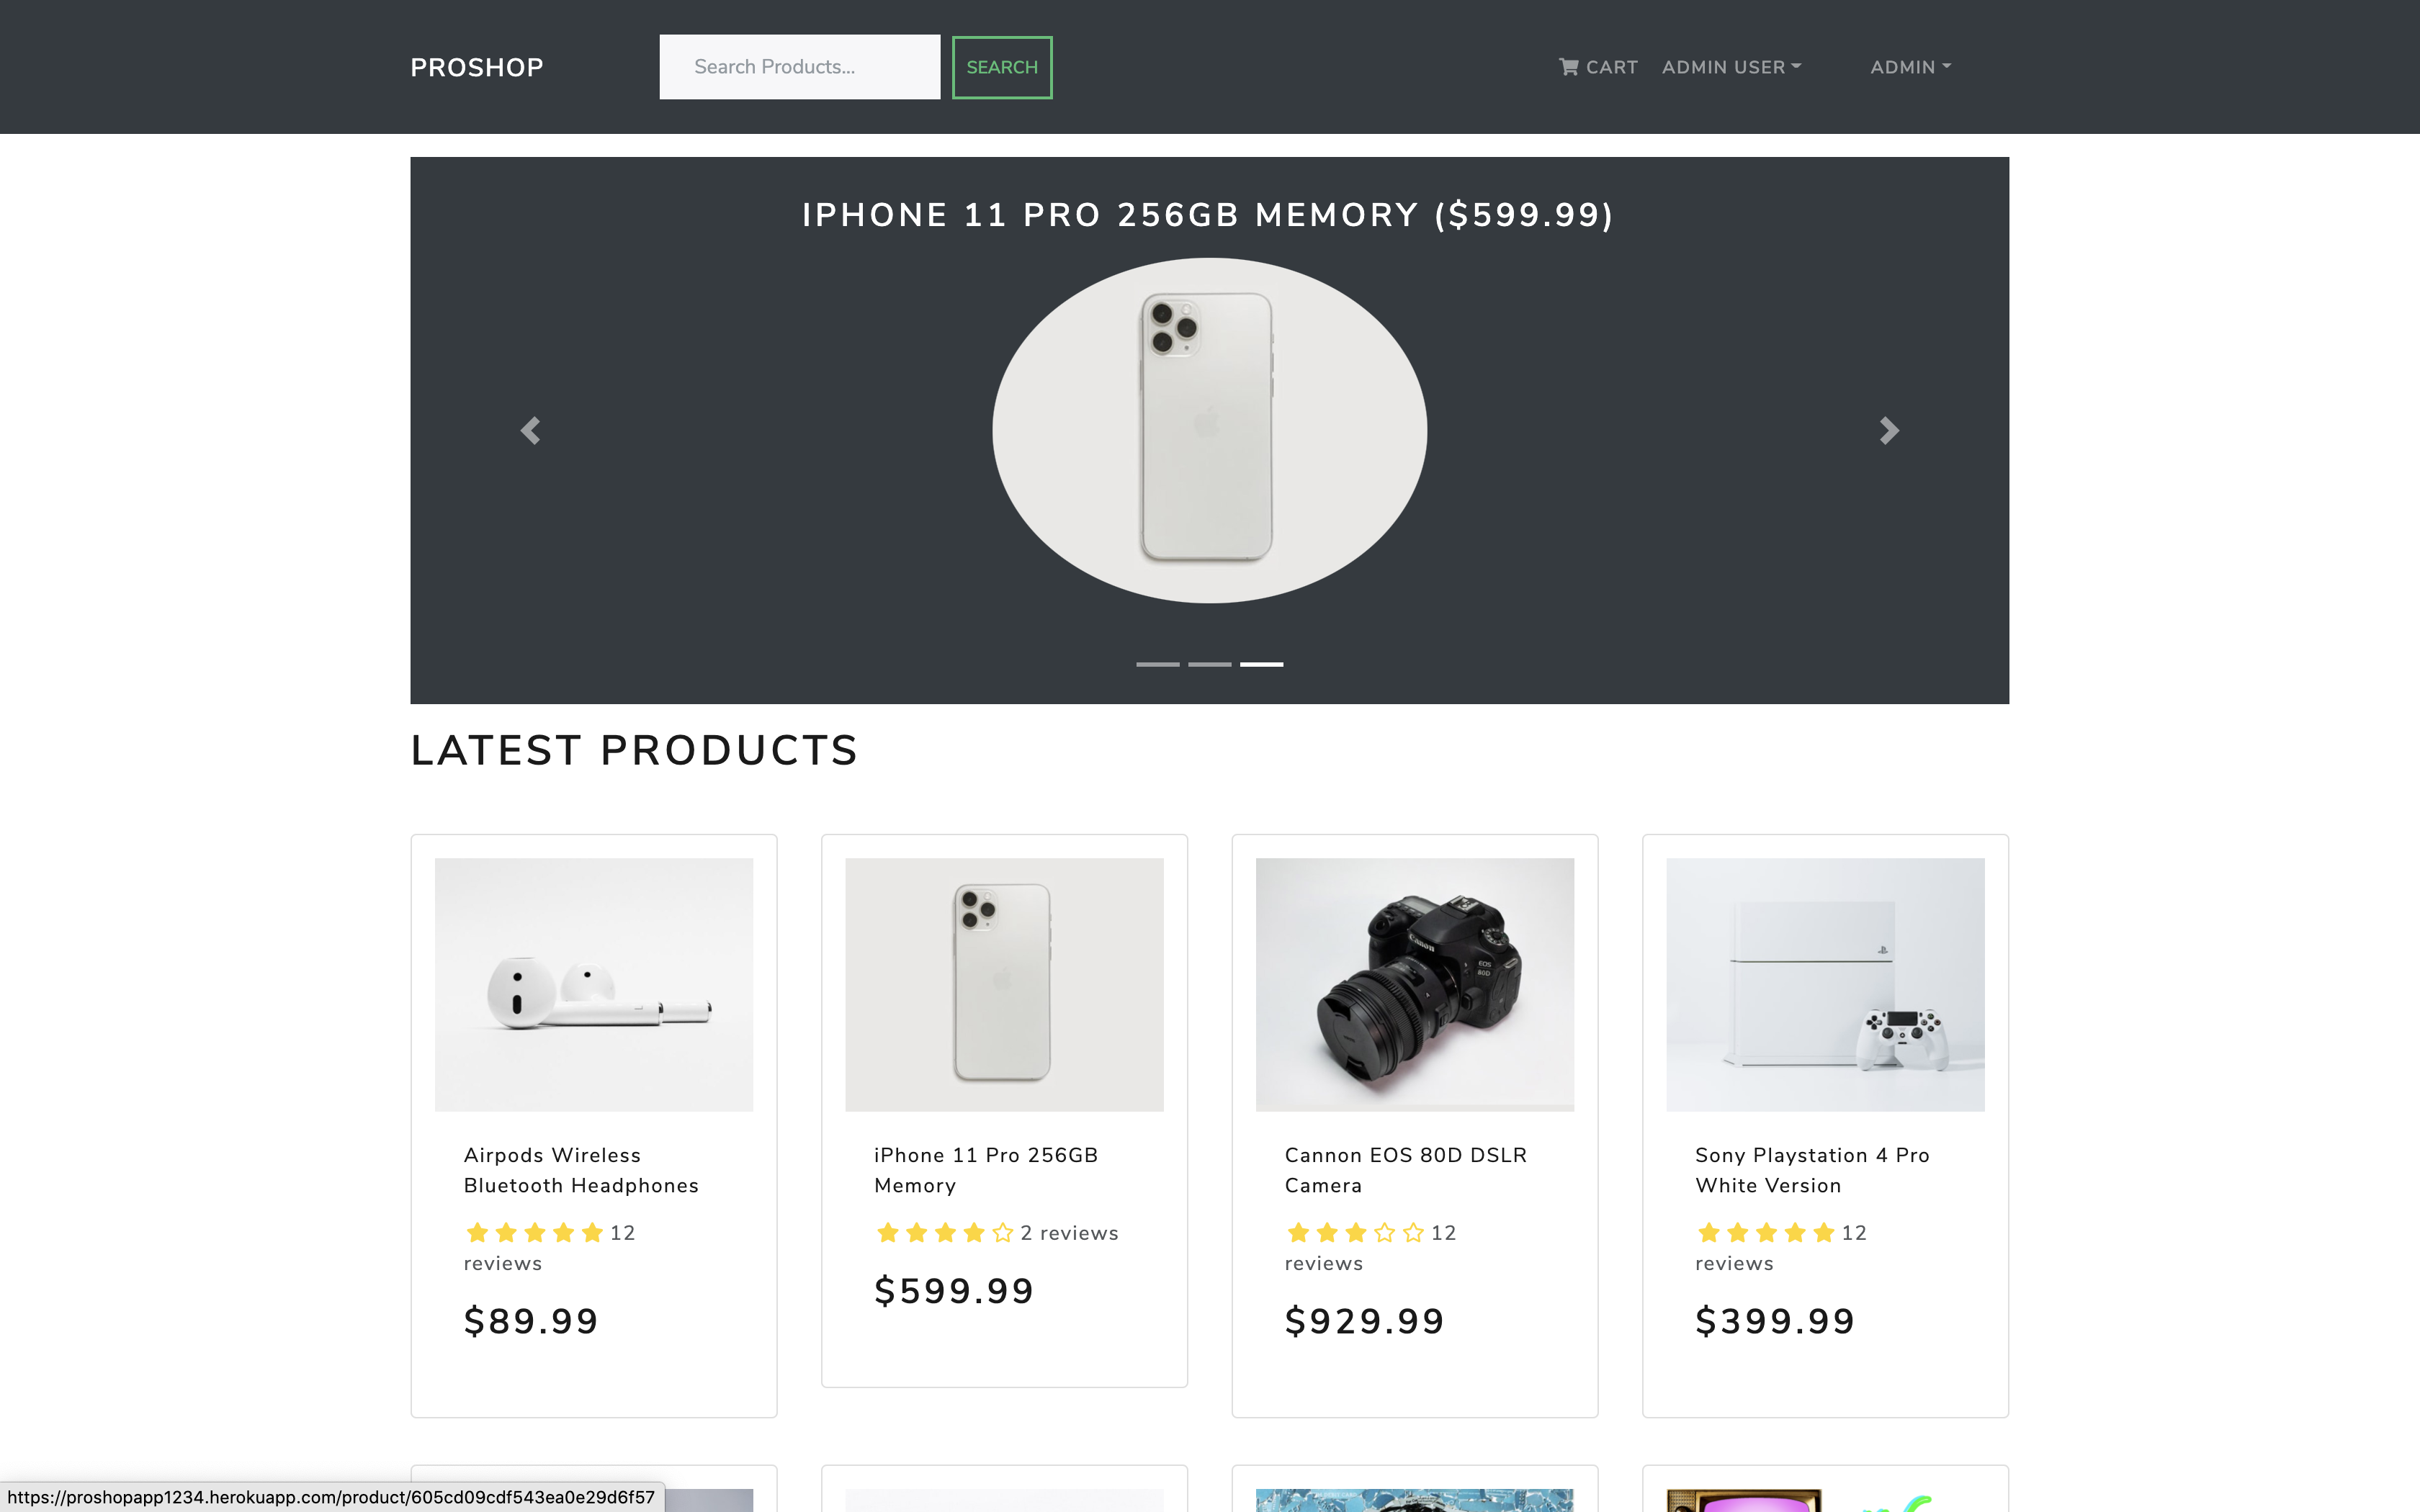 PROSHOP
Search Products...
SEARCH
CART
ADMIN USER
ADMIN
IPHONE 11 PRO 256GB MEMORY ($599.99)
LATEST PRODUCTS
Canon
EOS
80D
Airpods Wireless
Bluetooth Headphones
12
reviews
$89.99
iPhone 11 Pro 256GB
Memory
2 reviews
$599.99
Cannon EOS 80D DSLR
Camera
12
reviews
$929.99
Sony Playstation 4 Pro
White Version
12
reviews
$399.99
https://proshopapp1234.herokuapp.com/product/605cd09cdf543ea0e29d6f57